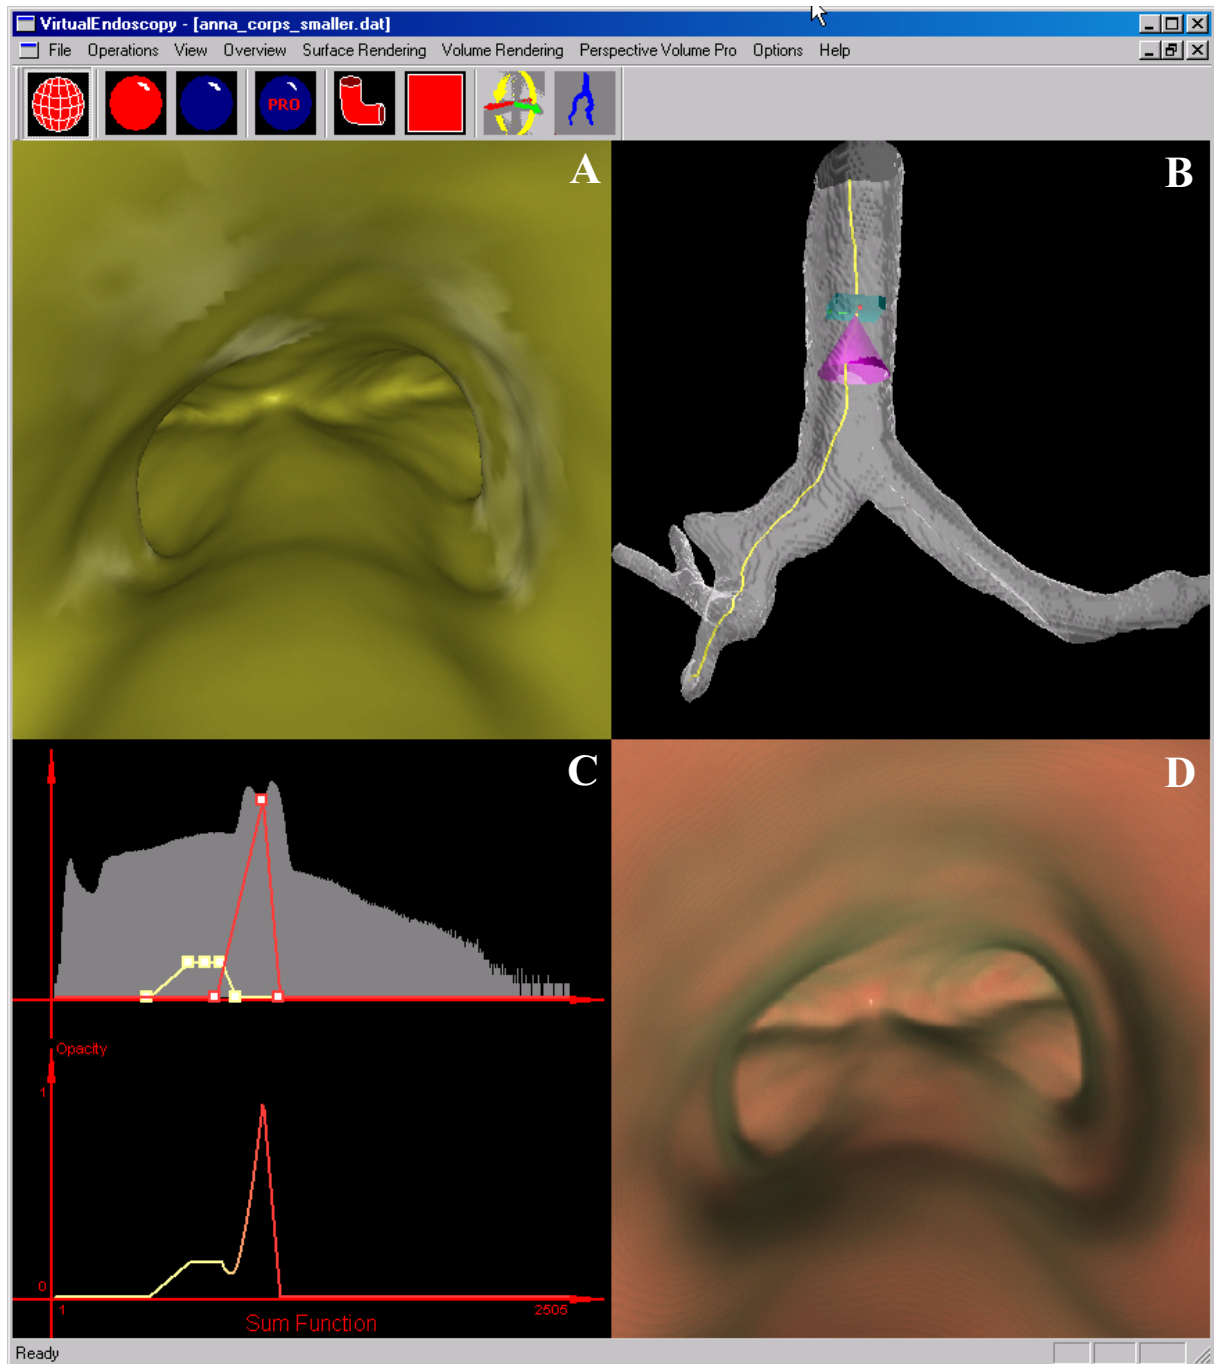 VirtualEndoscopy - [anna_corps_smaller.dat]
File Operations View Overview Surface Rendering Volume Rendering Perspective Volume Pro Options Help
PRO
A
B
C
D
Opacity
1
0
1
2505
Sum Function
Ready